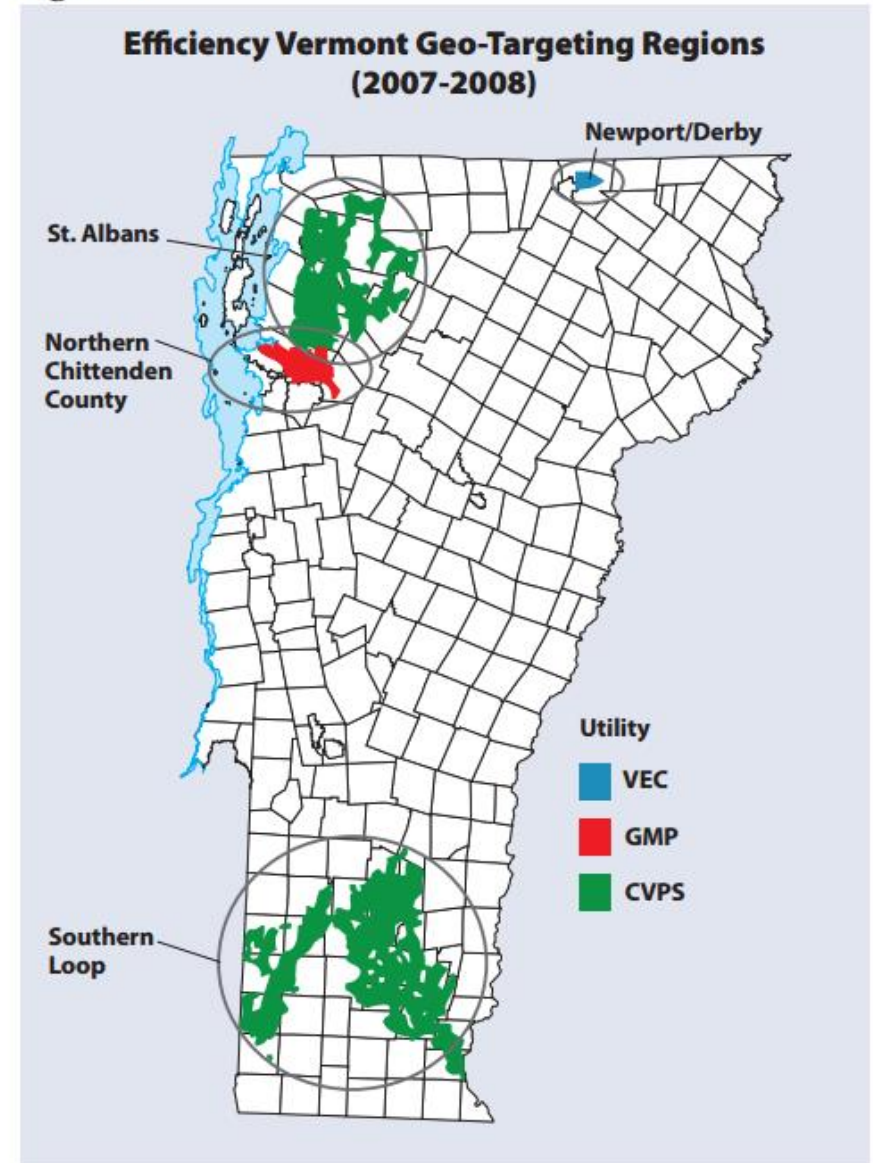 Efficiency Vermont Geo-Targeting Regions
(2007-2008)
Newport/Derby
St. Albans
Northern
Chittenden
County
Utility
VEC
GMP
CVPS
Southern
Loop